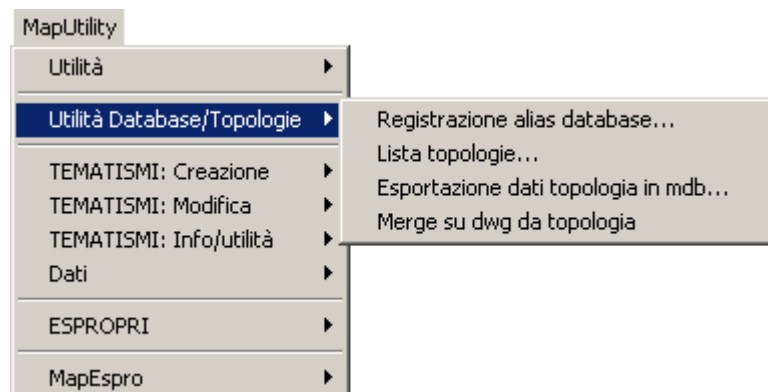 MapUtility
Utilità
Utilità Database/Topologie
TEMATISMI: Creazione
TEMATISMI: Modifica
TEMATISMI: Info/utilità
Dati
ESPROPRI
MapEspro
Registrazione alias database...
Lista topologie...
Esportazione dati topologia in mdb...
Merge su dwg da topologia